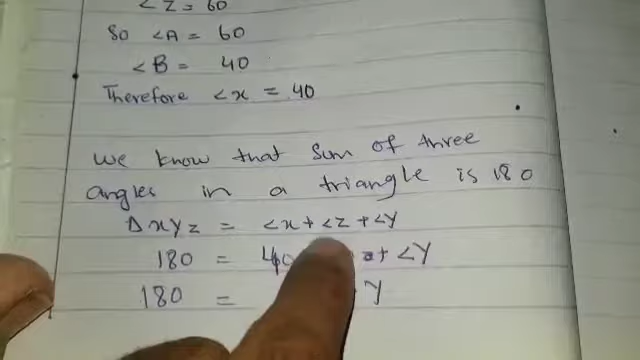 <Z = 60
So <A = 60
<B = 40
Therefore <x = 40
We know that Sum of three
angles in a triangle is 180
Δ xyz = <x+<z+<y
180 = 40 + <y
180 = y